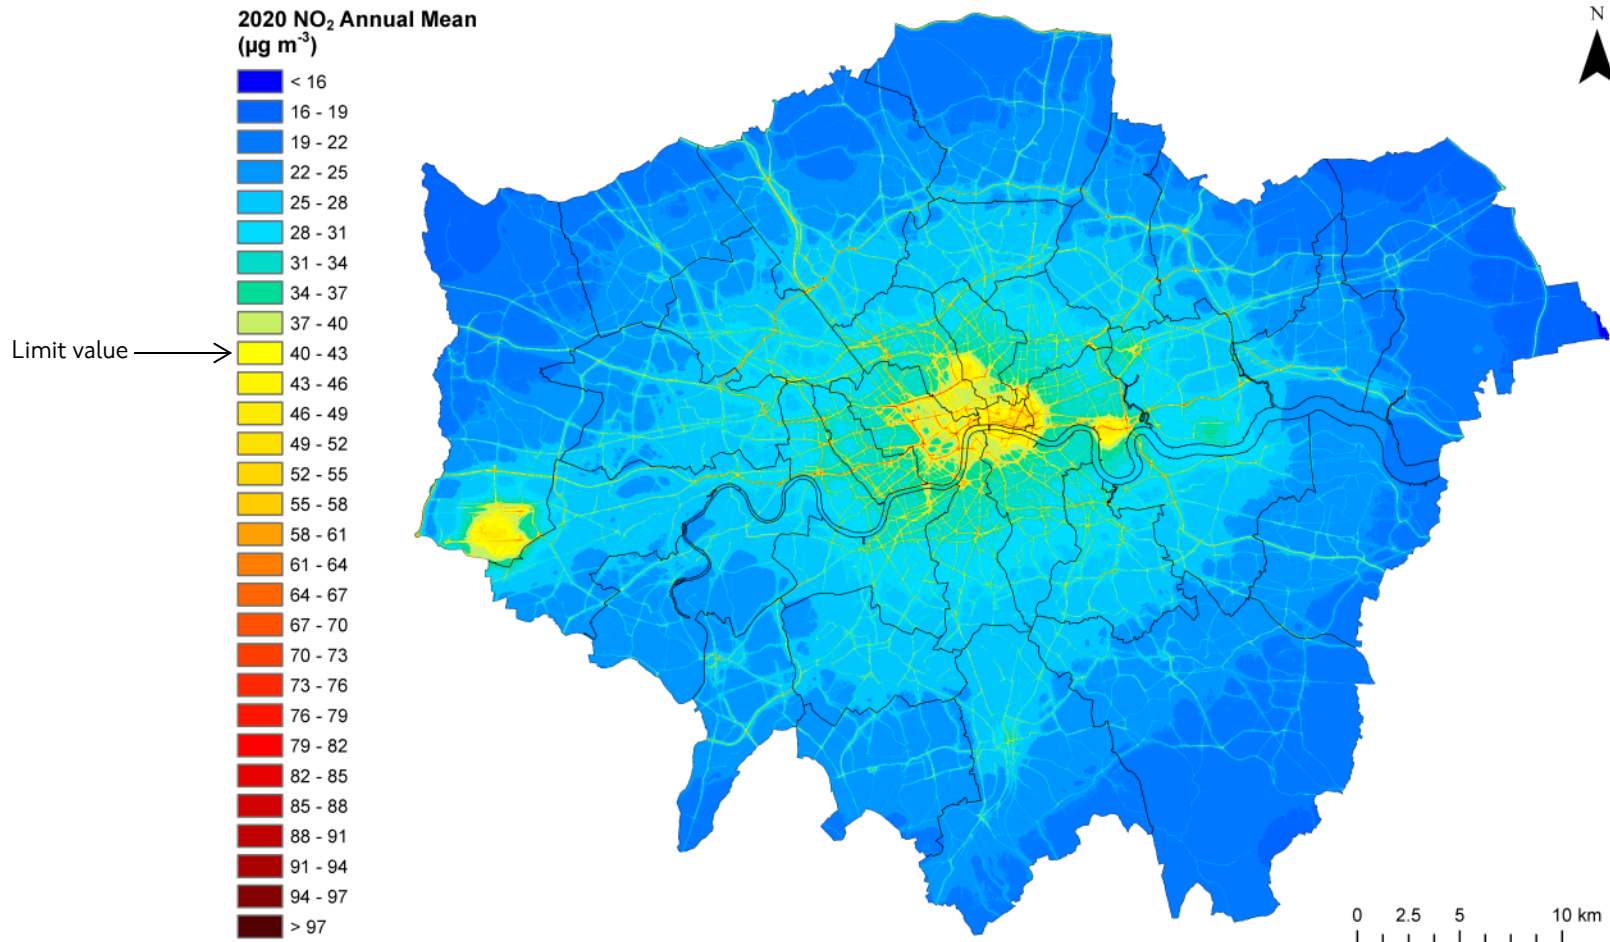 2020 NO₂ Annual Mean
(µg m⁻³)
< 16
16 - 19
19 - 22
22 - 25
25 - 28
28 - 31
31 - 34
34 - 37
37 - 40
40 - 43
43 - 46
46 - 49
49 - 52
52 - 55
55 - 58
58 - 61
61 - 64
64 - 67
67 - 70
70 - 73
73 - 76
76 - 79
79 - 82
82 - 85
85 - 88
88 - 91
91 - 94
94 - 97
> 97
Limit value
N
0 2.5 5 10 km